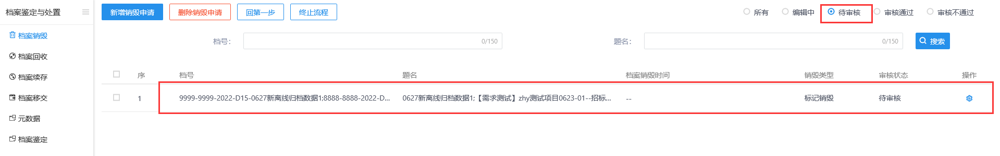 档案鉴定与处置
档案销毁
档案回收
档案续存
档案移交
元数据
档案鉴定
新增销毁申请 删除销毁申请 回第一步 终止流程 所有 编辑中 待审核 审核通过 审核不通过
档号： 0/150 题名： 0/150 搜索
序 档号 题名 档案销毁时间 销毁类型 审核状态 操作
1 9999-9999-2022-D15-0627新离线归档数据1;8888-8888-2022-D... 0627新离线归档数据1;【需求测试】zhy测试项目0623-01--招标... -- 标记销毁 待审核